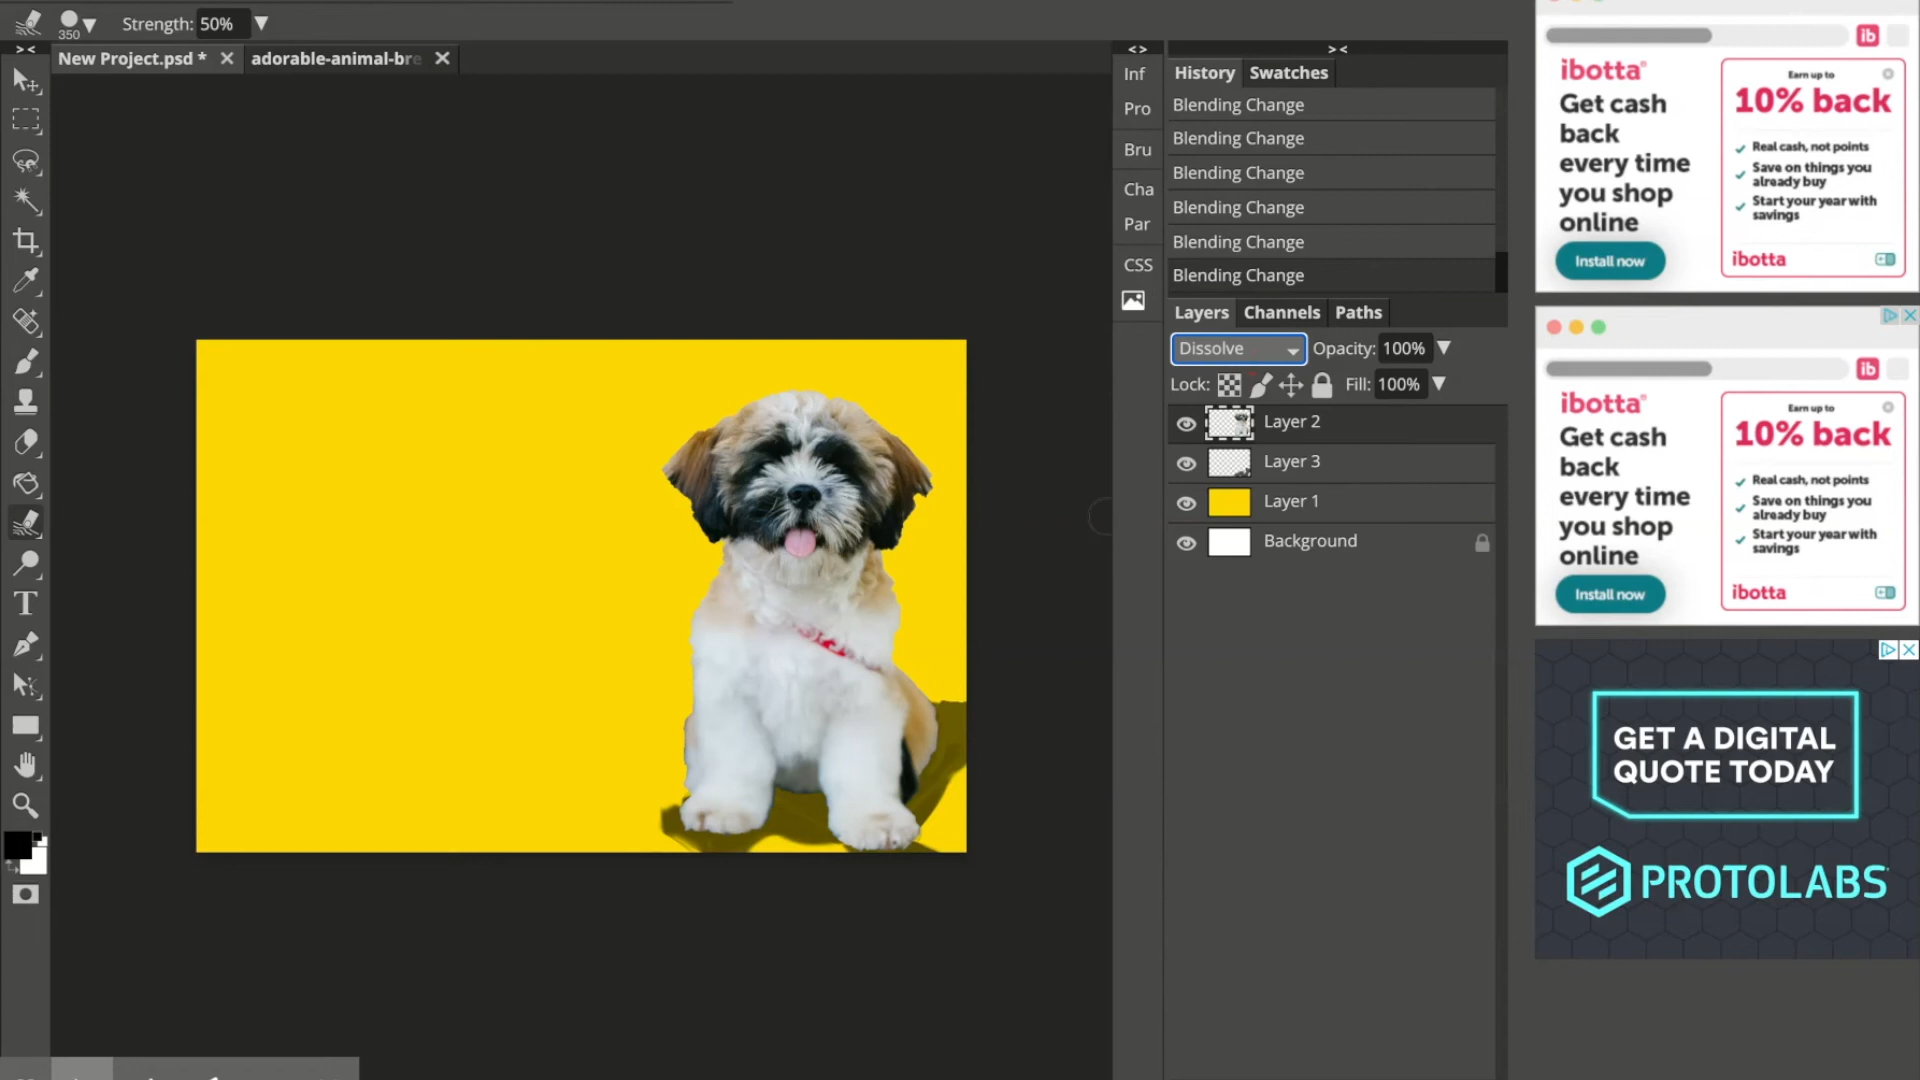 350
Strength: 50%
New Project.psd *
adorable-animal-bre
Inf
Pro
Bru
Cha
Par
CSS
History
Swatches
Blending Change
Blending Change
Blending Change
Blending Change
Blending Change
Blending Change
Layers
Channels
Paths
Dissolve
Opacity: 100%
Lock:
Fill: 100%
Layer 2
Layer 3
Layer 1
Background
ib
ibotta
Get cash
back
every time
you shop
online
Install now
Earn up to
10% back
Real cash, not points
Save on things you
already buy
Start your year with
savings
ibotta
ib
ibotta
Get cash
back
every time
you shop
online
Install now
Earn up to
10% back
Real cash, not points
Save on things you
already buy
Start your year with
savings
ibotta
GET A DIGITAL
QUOTE TODAY
PROTOLABS